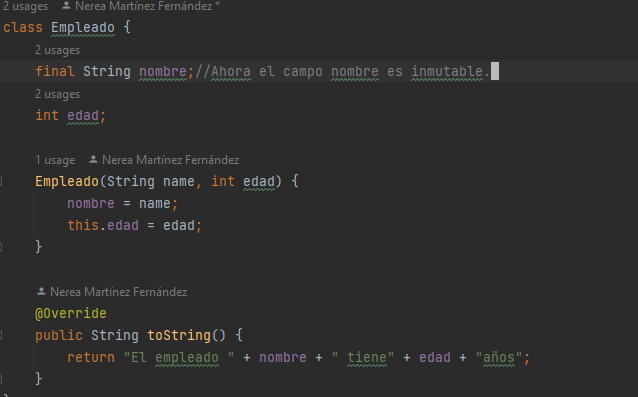 2 usages Nerea Martínez Fernández *
class Empleado {
2 usages
final String nombre;//Ahora el campo nombre es inmutable.
2 usages
int edad;
1 usage Nerea Martínez Fernández
Empleado(String name, int edad) {
nombre = name;
this.edad = edad;
}
Nerea Martínez Fernández
@Override
public String toString() {
return "El empleado " + nombre + " tiene" + edad + "años";
}
}